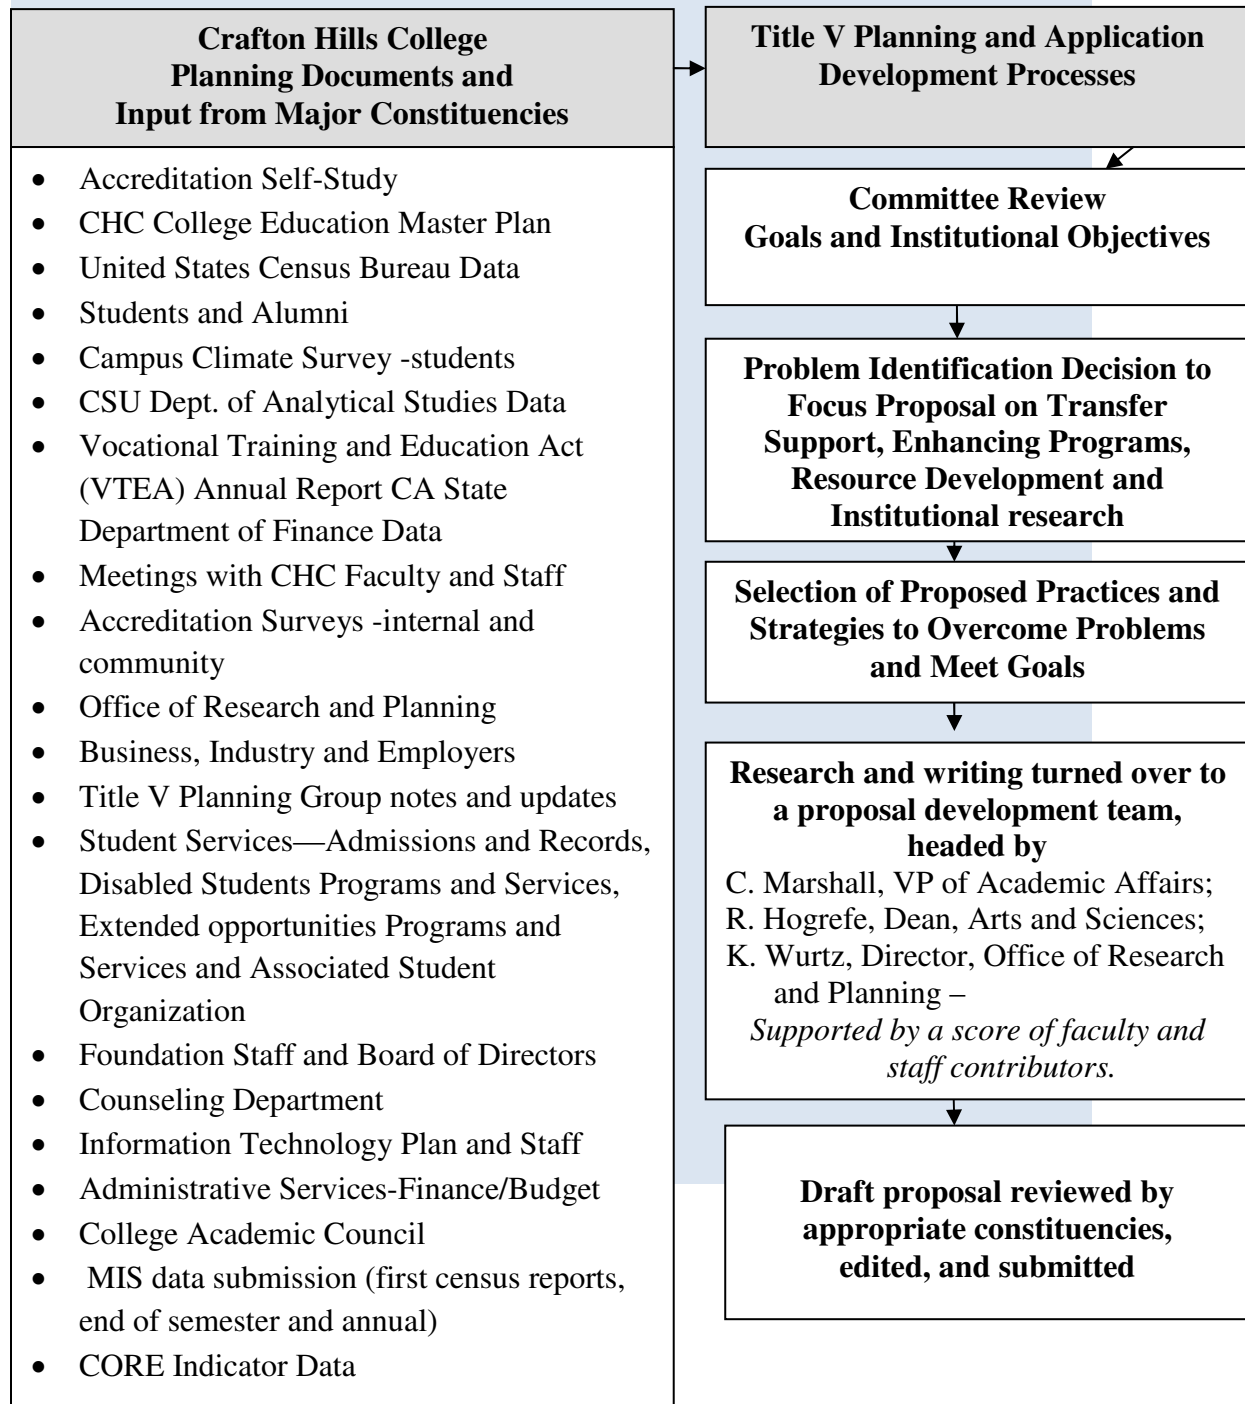 Crafton Hills College
Planning Documents and
Input from Major Constituencies
• Accreditation Self-Study
• CHC College Education Master Plan
• United States Census Bureau Data
• Students and Alumni
• Campus Climate Survey -students
• CSU Dept. of Analytical Studies Data
• Vocational Training and Education Act
(VTEA) Annual Report CA State
Department of Finance Data
• Meetings with CHC Faculty and Staff
• Accreditation Surveys -internal and
community
• Office of Research and Planning
• Business, Industry and Employers
• Title V Planning Group notes and updates
• Student Services—Admissions and Records,
Disabled Students Programs and Services,
Extended opportunities Programs and
Services and Associated Student
Organization
• Foundation Staff and Board of Directors
• Counseling Department
• Information Technology Plan and Staff
• Administrative Services-Finance/Budget
• College Academic Council
• MIS data submission (first census reports,
end of semester and annual)
• CORE Indicator Data
Title V Planning and Application
Development Processes
Committee Review
Goals and Institutional Objectives
Problem Identification Decision to
Focus Proposal on Transfer
Support, Enhancing Programs,
Resource Development and
Institutional research
Selection of Proposed Practices and
Strategies to Overcome Problems
and Meet Goals
Research and writing turned over to
a proposal development team,
headed by
C. Marshall, VP of Academic Affairs;
R. Hogrefe, Dean, Arts and Sciences;
K. Wurtz, Director, Office of Research
and Planning –
Supported by a score of faculty and
staff contributors.
Draft proposal reviewed by
appropriate constituencies,
edited, and submitted